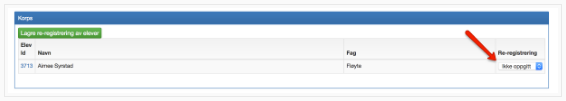 Korps
Lagre re-registrering av elever
Elev
Id Navn Fag Re-registrering
3713 Aimee Syrstad Fløyte Ikke oppgitt